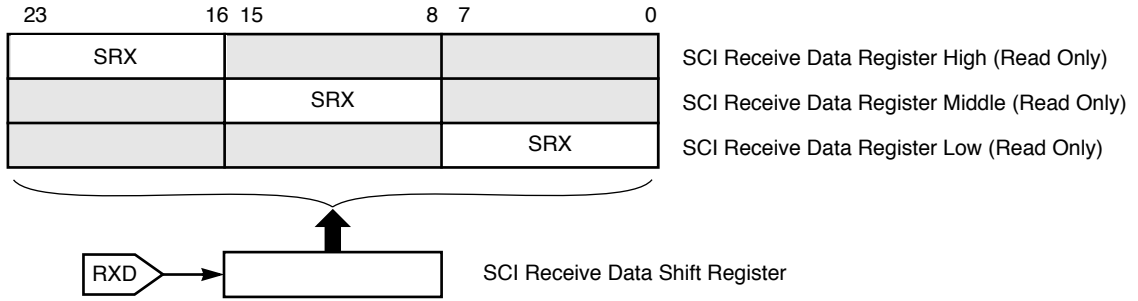 23 16 15 8 7 0
SRX SCI Receive Data Register High (Read Only)
SRX SCI Receive Data Register Middle (Read Only)
SRX SCI Receive Data Register Low (Read Only)
RXD SCI Receive Data Shift Register